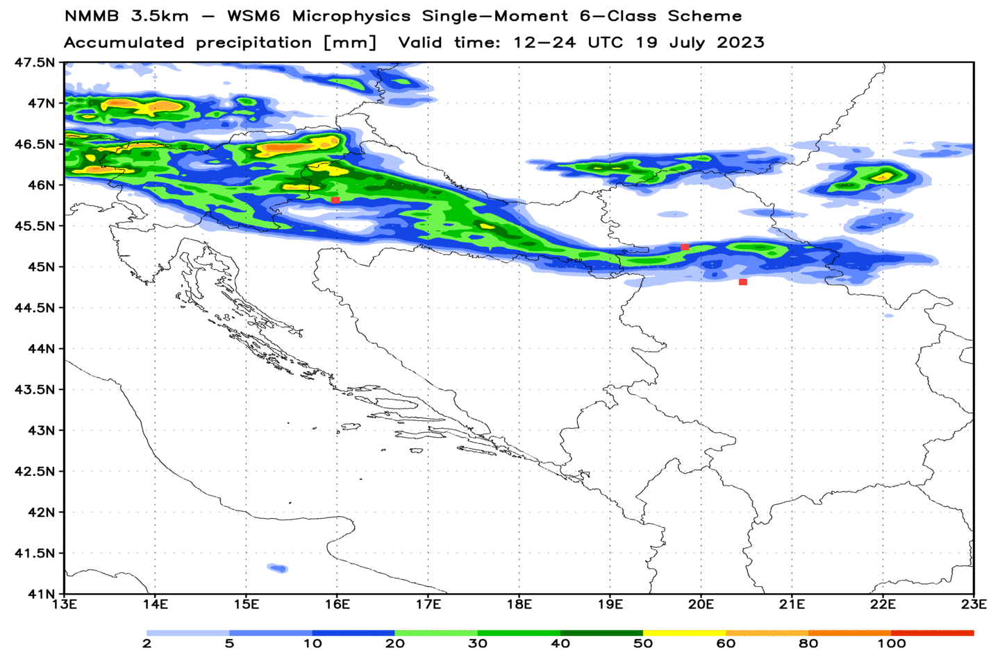 NMMB 3.5km – WSM6 Microphysics Single–Moment 6–Class Scheme
Accumulated precipitation [mm] Valid time: 12–24 UTC 19 July 2023
47.5N
47N
46.5N
46N
45.5N
45N
44.5N
44N
43.5N
43N
42.5N
42N
41.5N
41N
13E 14E 15E 16E 17E 18E 19E 20E 21E 22E 23E
2 5 10 20 30 40 50 60 80 100